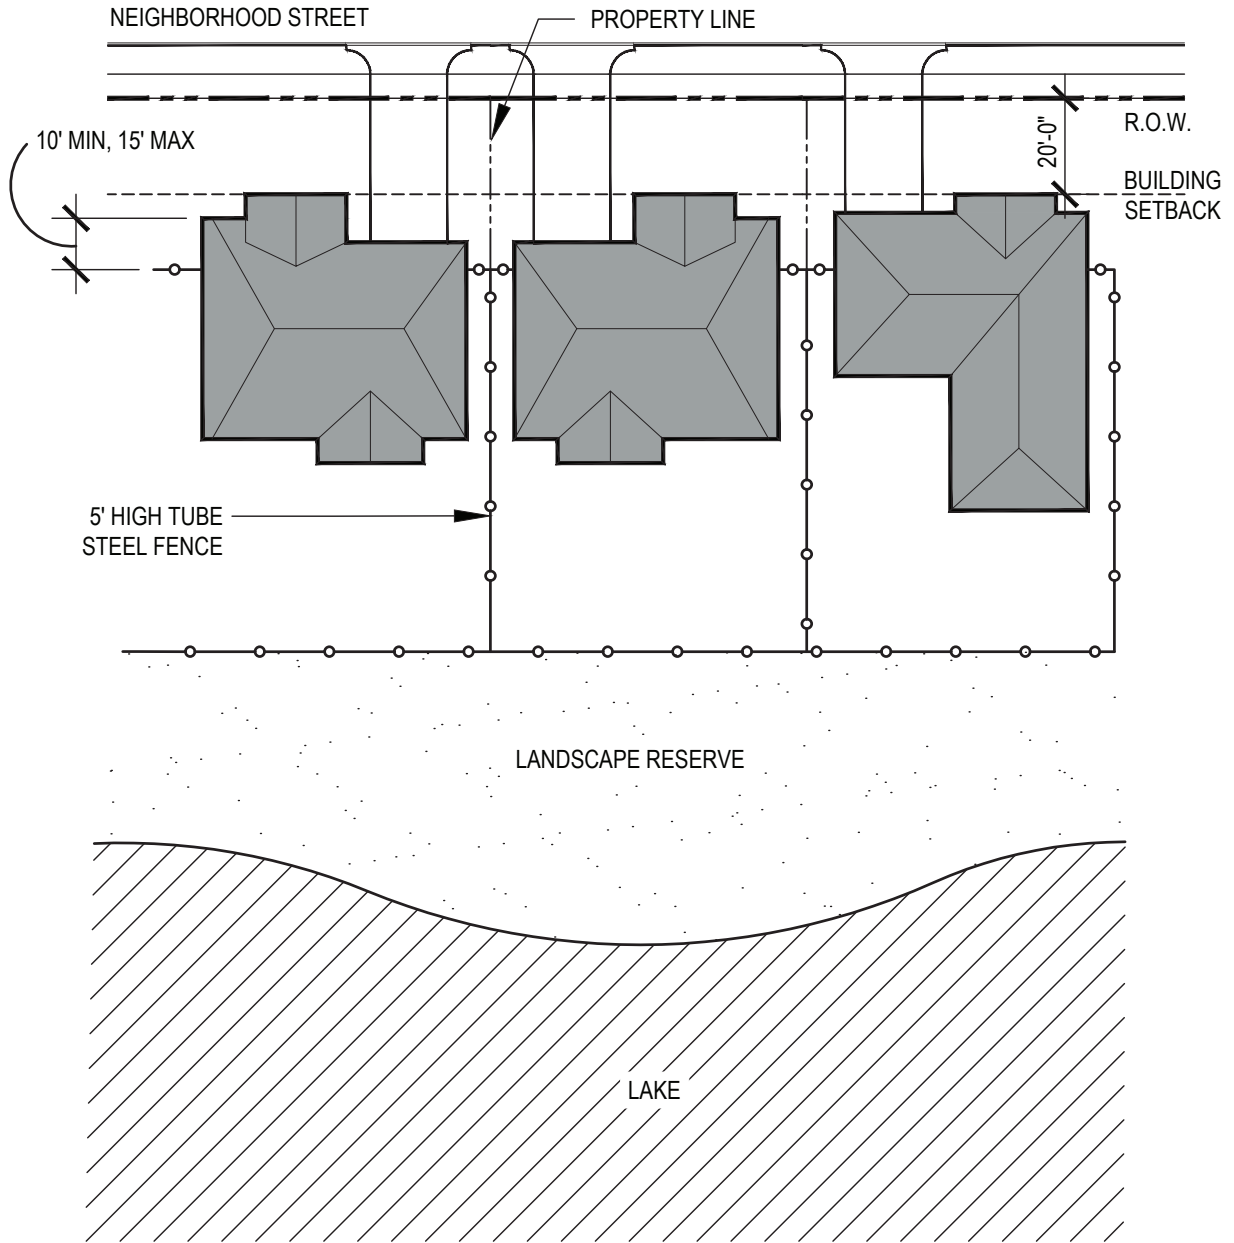 NEIGHBORHOOD STREET
PROPERTY LINE
R.O.W.
10' MIN, 15' MAX
20'-0"
BUILDING
SETBACK
5' HIGH TUBE
STEEL FENCE
LANDSCAPE RESERVE
LAKE